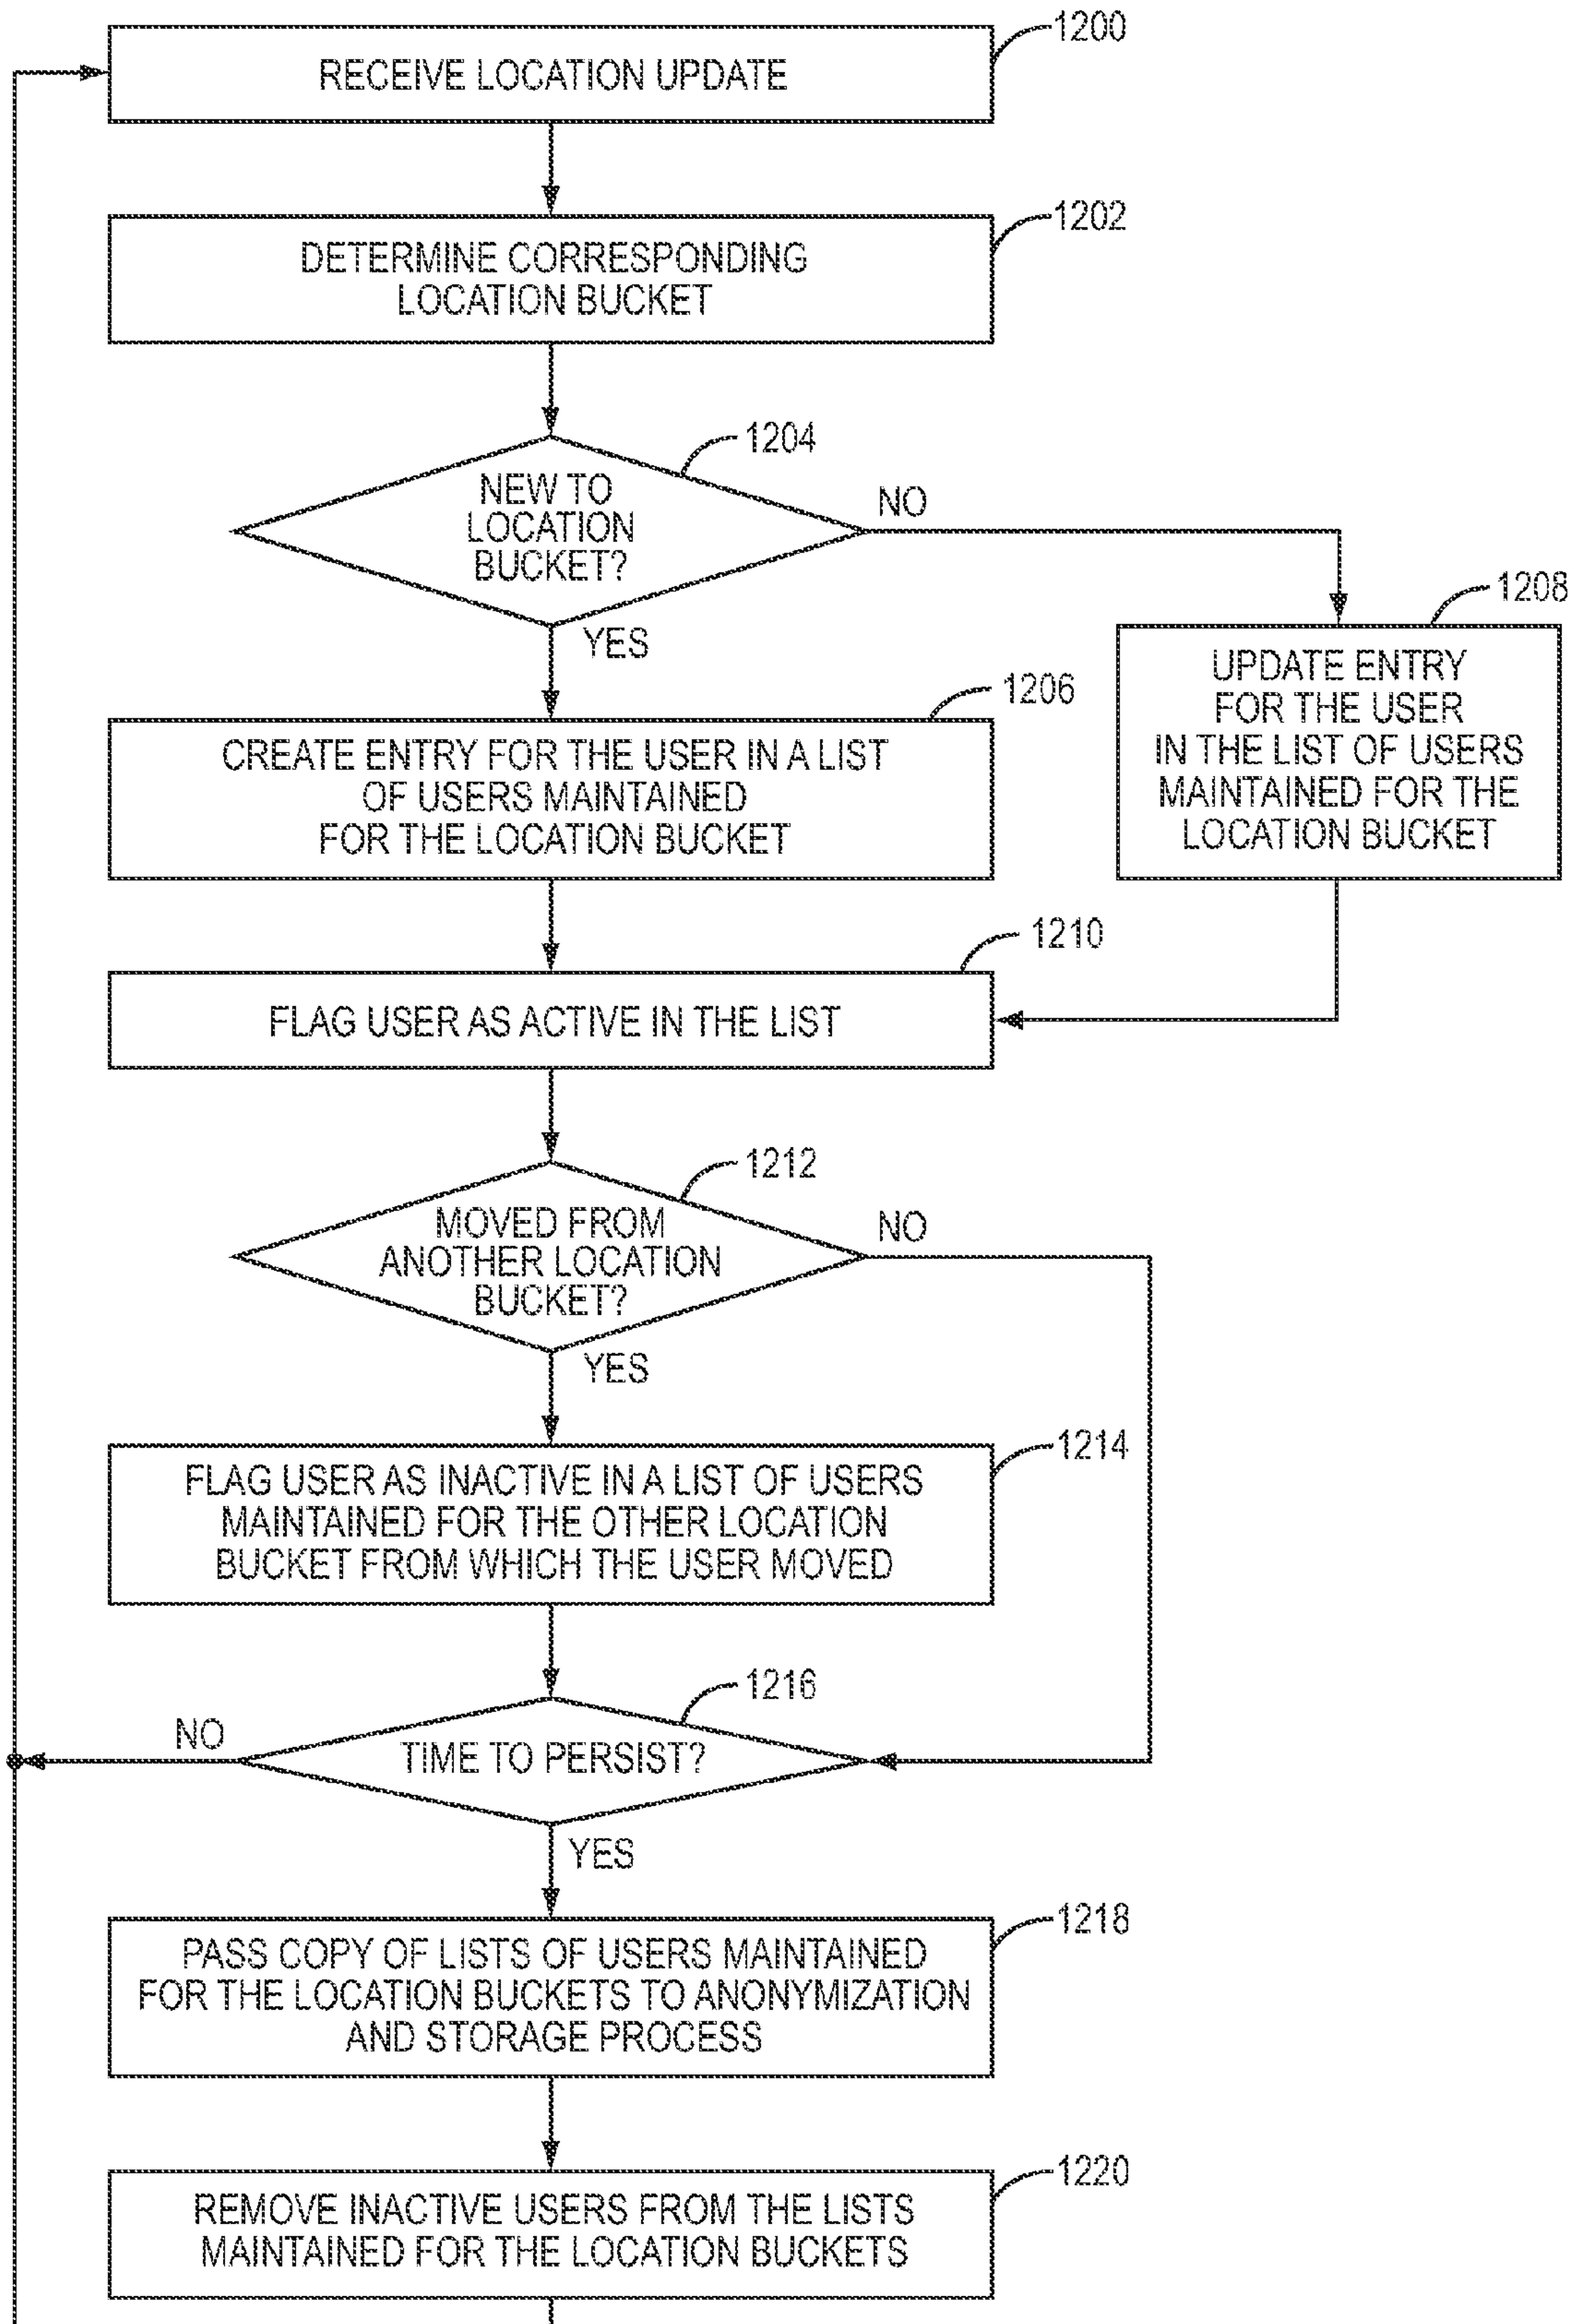 1200
RECEIVE LOCATION UPDATE
1202
DETERMINE CORRESPONDING
LOCATION BUCKET
1204
NEW TO
LOCATION
BUCKET?
NO
YES
1208
UPDATE ENTRY
FOR THE USER
IN THE LIST OF USERS
MAINTAINED FOR THE
LOCATION BUCKET
1206
CREATE ENTRY FOR THE USER IN A LIST
OF USERS MAINTAINED
FOR THE LOCATION BUCKET
1210
FLAG USER AS ACTIVE IN THE LIST
1212
MOVED FROM
ANOTHER LOCATION
BUCKET?
NO
YES
1214
FLAG USER AS INACTIVE IN A LIST OF USERS
MAINTAINED FOR THE OTHER LOCATION
BUCKET FROM WHICH THE USER MOVED
1216
NO
TIME TO PERSIST?
YES
1218
PASS COPY OF LISTS OF USERS MAINTAINED
FOR THE LOCATION BUCKETS TO ANONYMIZATION
AND STORAGE PROCESS
1220
REMOVE INACTIVE USERS FROM THE LISTS
MAINTAINED FOR THE LOCATION BUCKETS